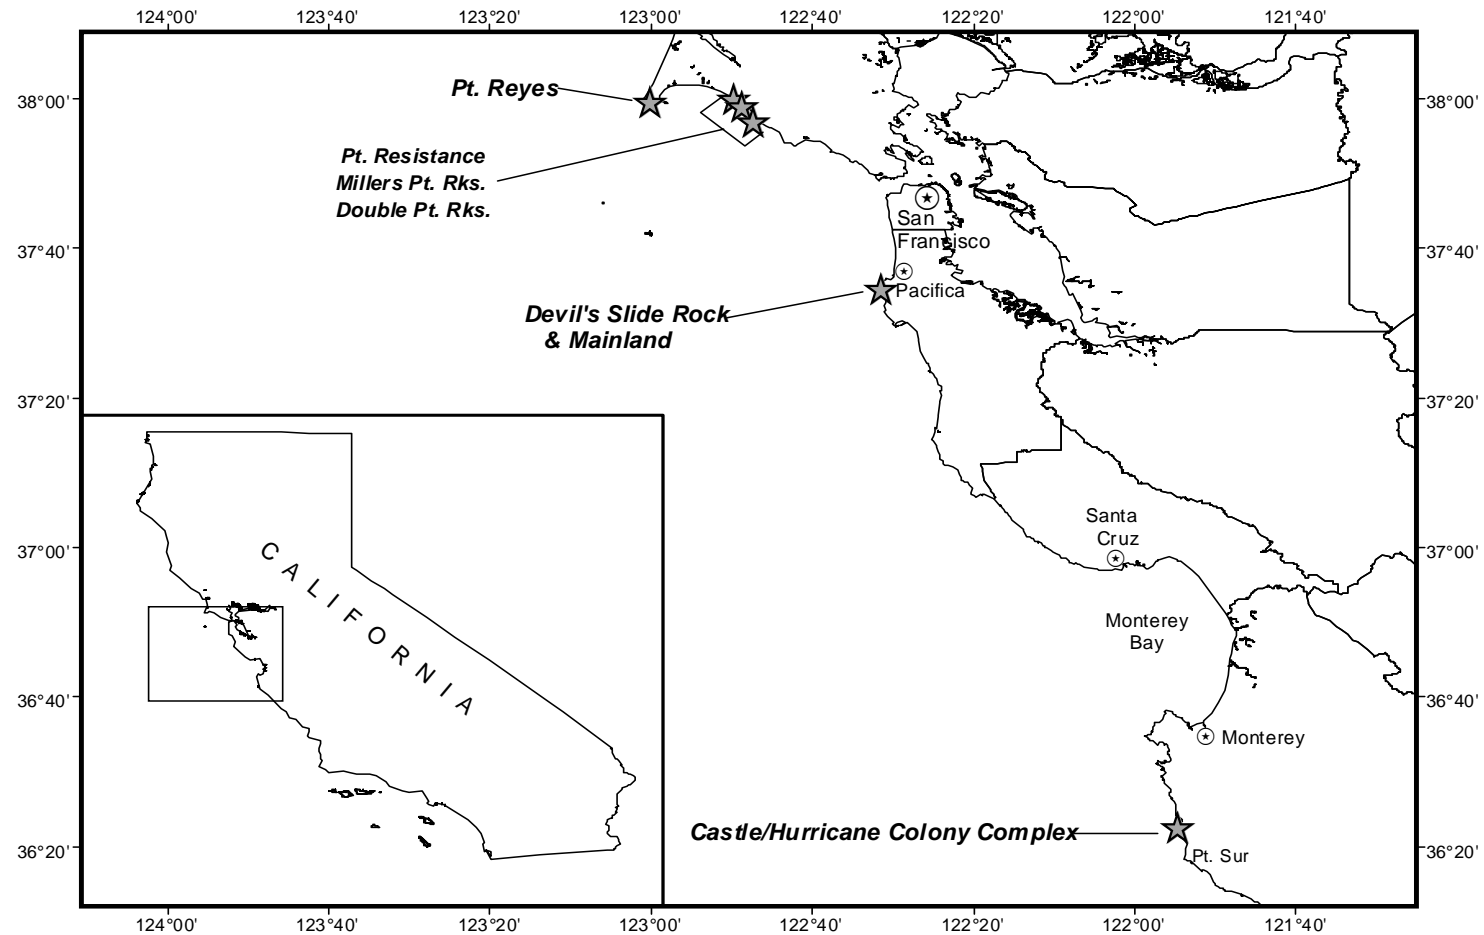 124°00' 123°40' 123°20' 123°00' 122°40' 122°20' 122°00' 121°40'
Pt. Reyes
38°00' 38°00'
Pt. Resistance
Millers Pt. Rks.
Double Pt. Rks.
San
Francisco
37°40' 37°40'
Pacifica
Devil's Slide Rock
& Mainland
37°20' 37°20'
Santa
Cruz
37°00' 37°00'
CALIFORNIA
Monterey
Bay
36°40' 36°40'
Monterey
Castle/Hurricane Colony Complex
36°20' 36°20'
Pt. Sur
124°00' 123°40' 123°20' 123°00' 122°40' 122°20' 122°00' 121°40'